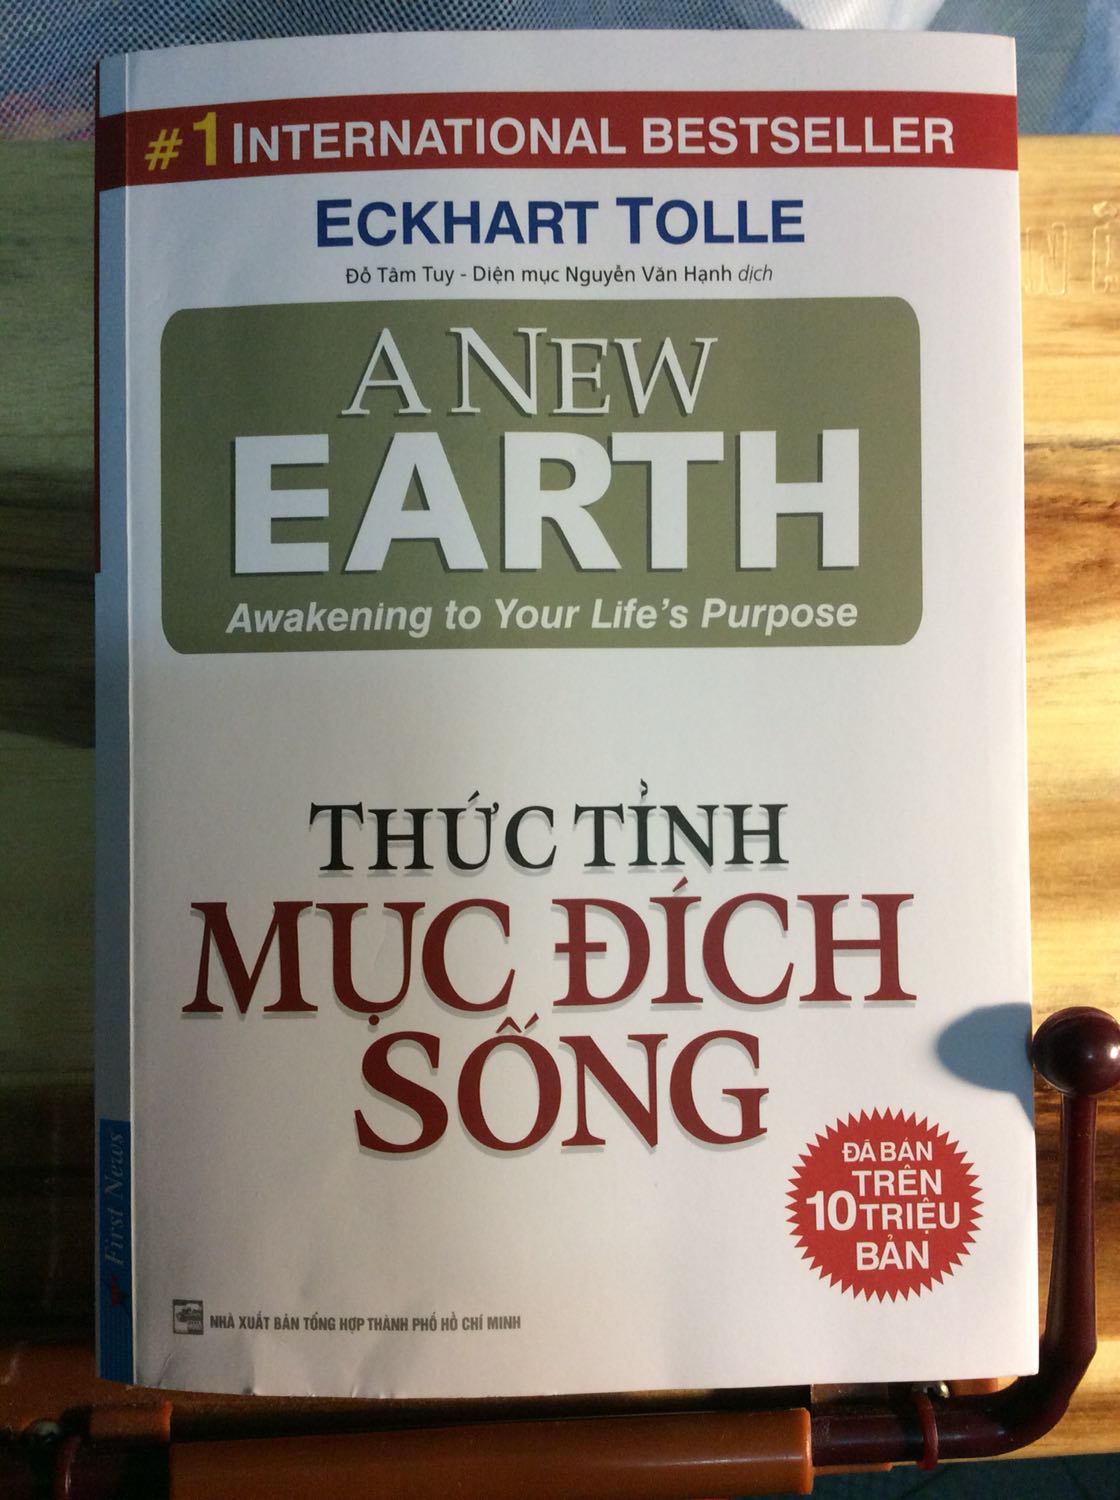 # 1 INTERNATIONAL BESTSELLER
ECKHART TOLLE
Đỗ Tâm Tuy - Diện mục Nguyễn Văn Hạnh dịch
A NEW
EARTH
Awakening to Your Life's Purpose
THỨC TỈNH
MỤC ĐÍCH
SỐNG
ĐÃ BÁN
TRÊN
10 TRIỆU
BẢN
First News
NHÀ XUẤT BẢN TỔNG HỢP THÀNH PHỐ HỒ CHÍ MINH